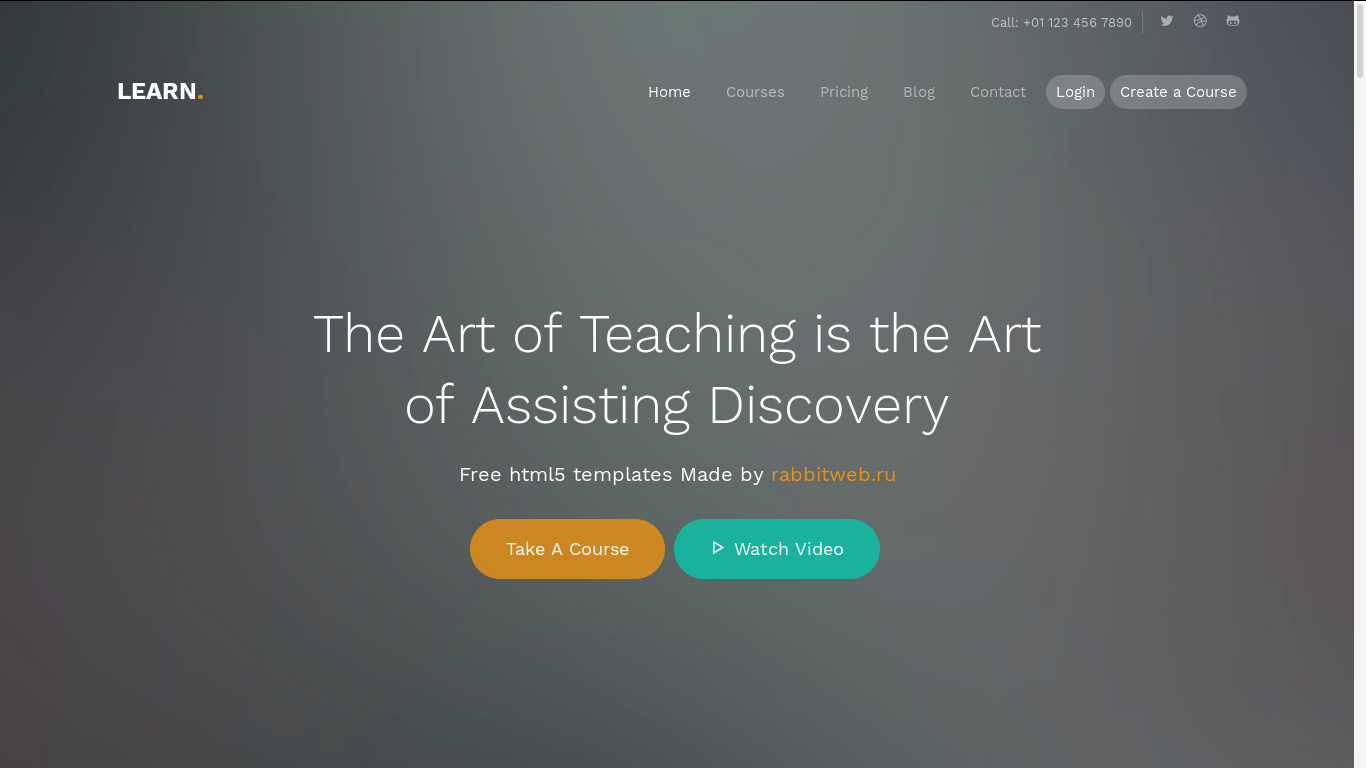 Call: +01 123 456 7890
LEARN.
Home Courses Pricing Blog Contact Login Create a Course
The Art of Teaching is the Art
of Assisting Discovery
Free html5 templates Made by rabbitweb.ru
Take A Course Watch Video